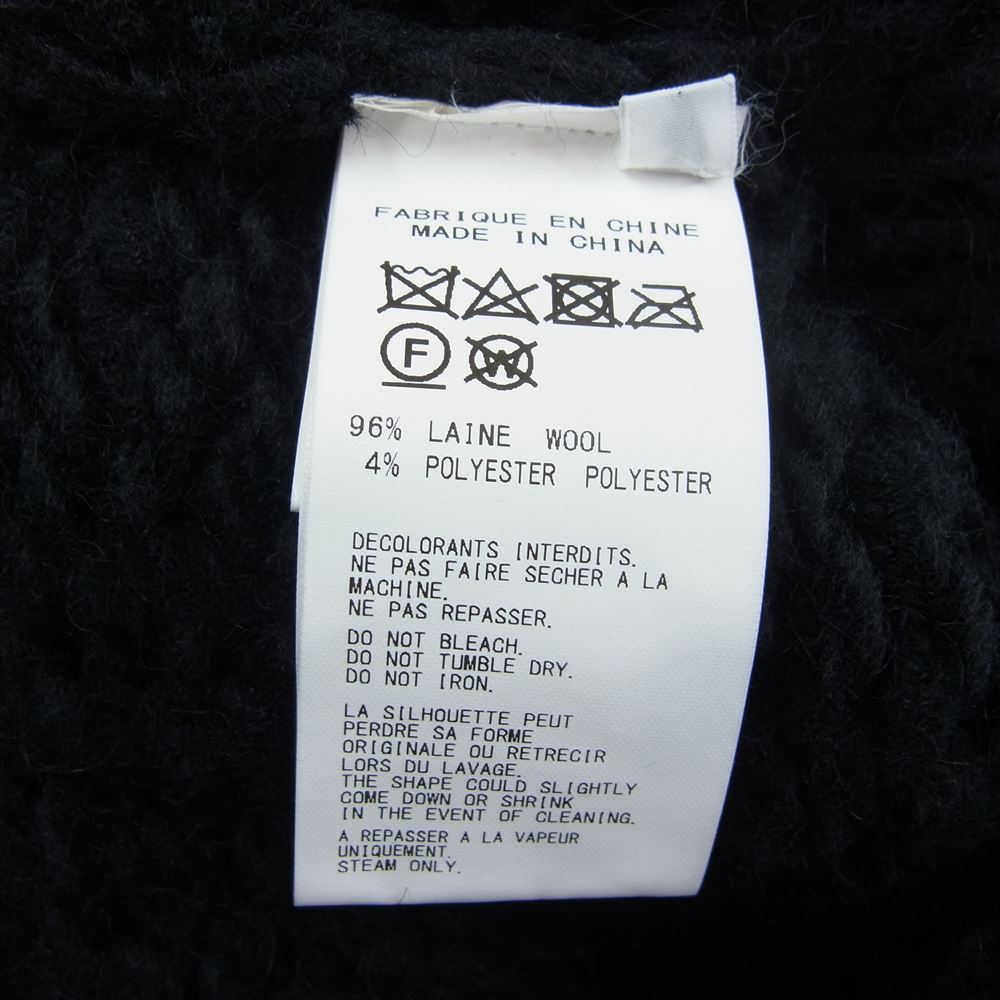 FABRIQUE EN CHINE
MADE IN CHINA
F W
96% LAINE WOOL
4% POLYESTER POLYESTER
DECOLORANTS INTERDITS.
NE PAS FAIRE SECHER A LA
MACHINE.
NE PAS REPASSER.
DO NOT BLEACH.
DO NOT TUMBLE DRY.
DO NOT IRON.
LA SILHOUETTE PEUT
PERDRE SA FORME
ORIGINALE OU RETRECIR
LORS DU LAVAGE.
THE SHAPE COULD SLIGHTLY
COME DOWN OR SHRINK
IN THE EVENT OF CLEANING.
A REPASSER A LA VAPEUR
UNIQUEMENT.
STEAM ONLY.